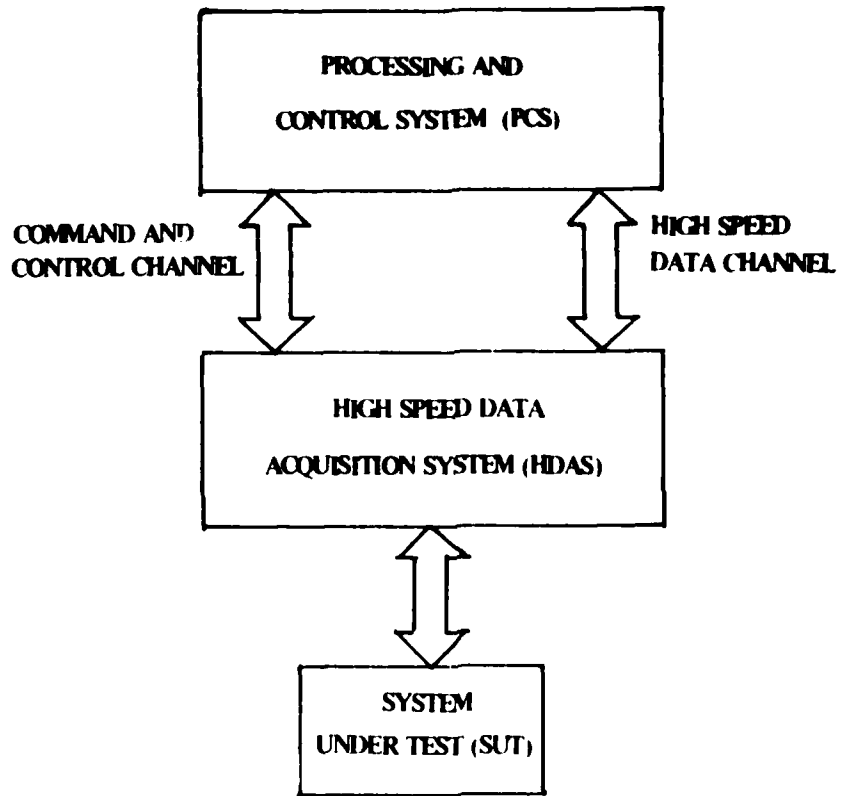 PROCESSING AND
CONTROL SYSTEM (PCS)
COMMAND AND
CONTROL CHANNEL
HIGH SPEED
DATA CHANNEL
HIGH SPEED DATA
ACQUISITION SYSTEM (HDAS)
SYSTEM
UNDER TEST (SUT)